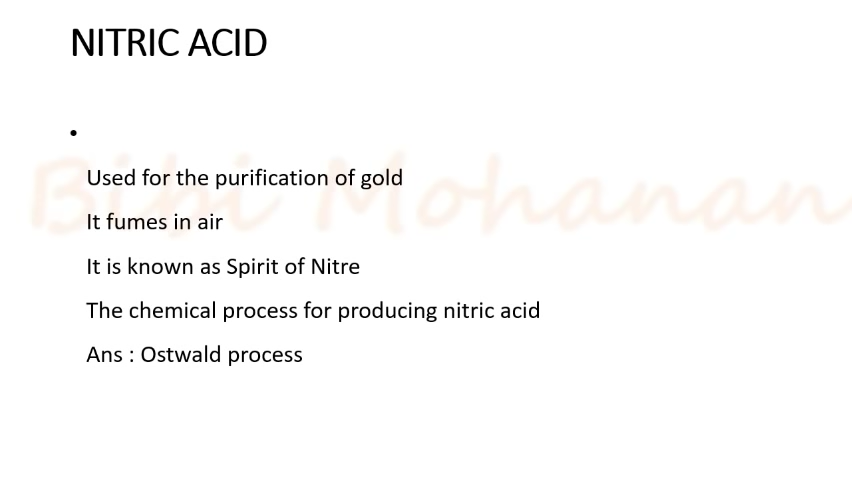 NITRIC ACID
•
Bibi Mohanan
Used for the purification of gold
It fumes in air
It is known as Spirit of Nitre
The chemical process for producing nitric acid
Ans : Ostwald process